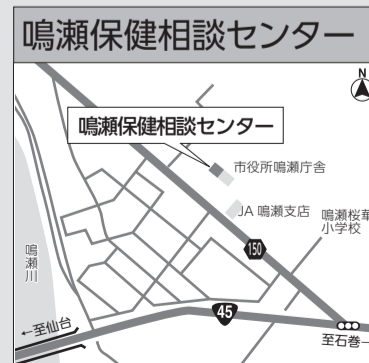 鳴瀬保健相談センター
N
鳴瀬保健相談センター
市役所鳴瀬庁舎
JA 鳴瀬支店
鳴瀬桜華
小学校
鳴瀬川
150
45
←至仙台
至石巻